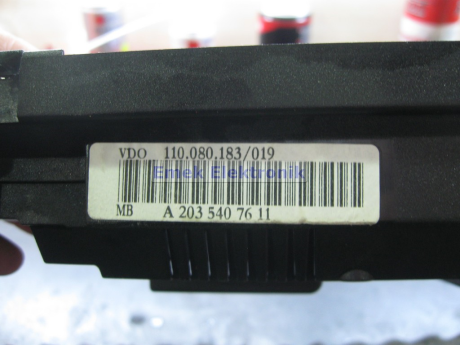 VDO 110.080.183/019
Emek Elektronik
MB A 203 540 76 11